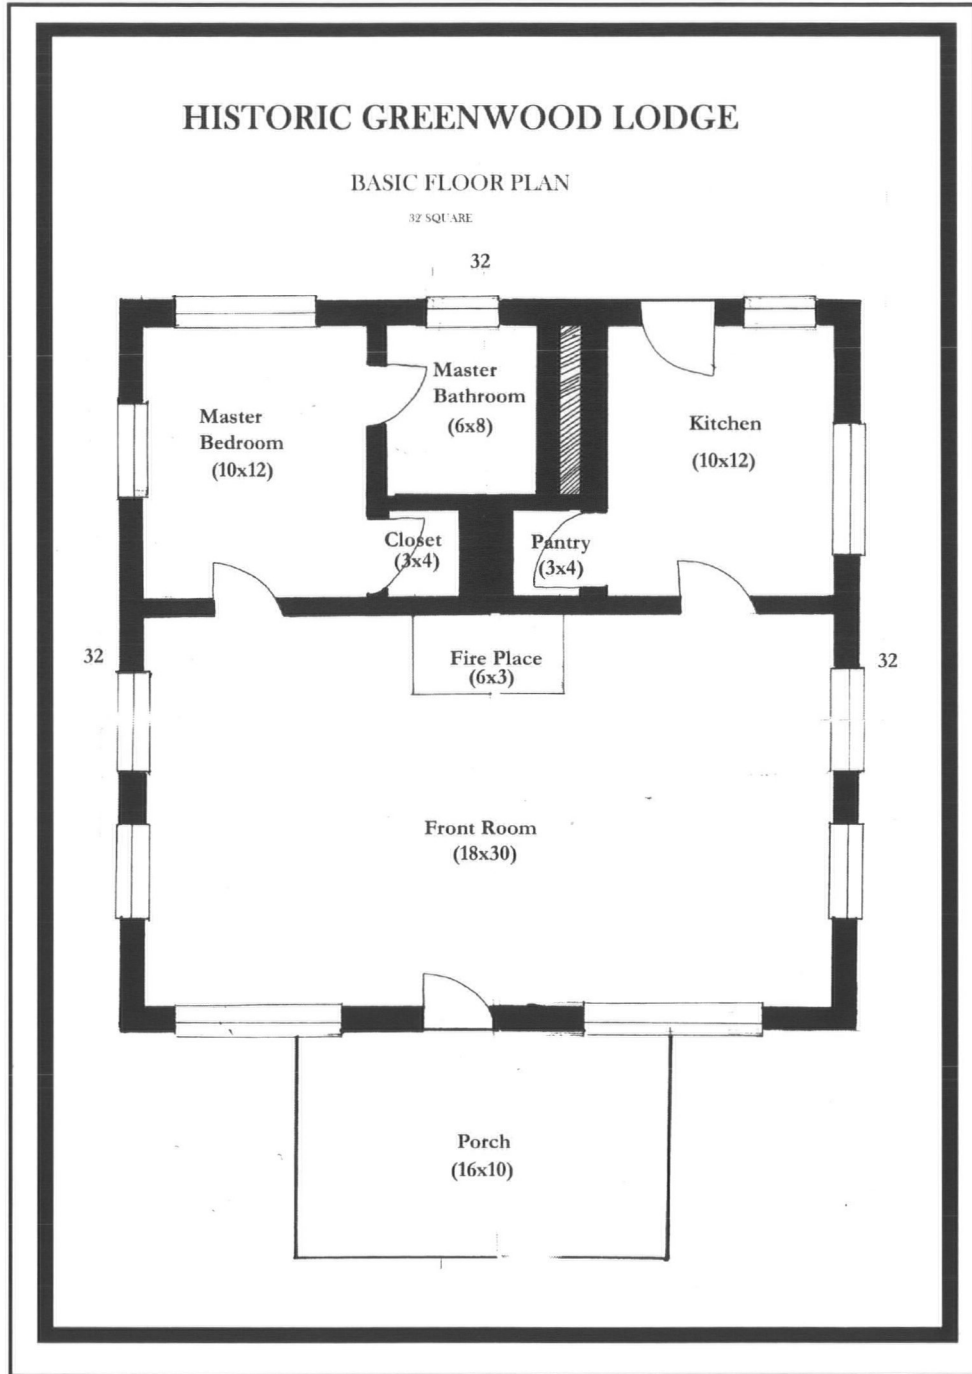 HISTORIC GREENWOOD LODGE
BASIC FLOOR PLAN
32' SQUARE
32
Master
Bedroom
(10x12)
Master
Bathroom
(6x8)
Kitchen
(10x12)
Closet
(3x4)
Pantry
(3x4)
32
Fire Place
(6x3)
32
Front Room
(18x30)
Porch
(16x10)